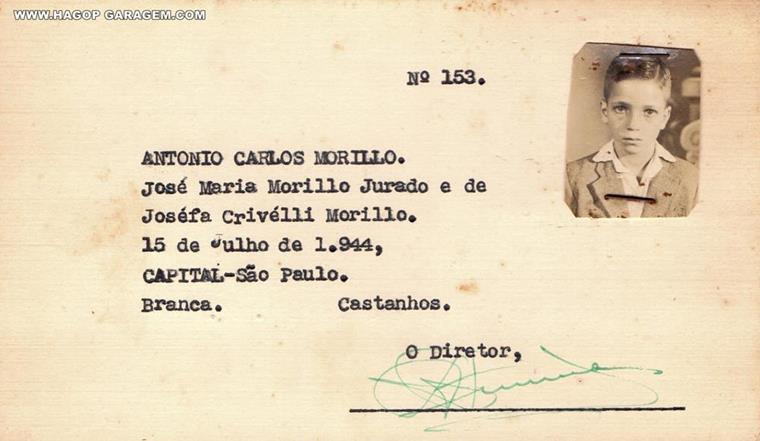 WWW.HAGOP GARAGEM.COM
Nº 153.
ANTONIO CARLOS MORILLO.
José Maria Morillo Jurado e de
Joséfa Crivélli Morillo.
15 de Julho de 1.944,
CAPITAL-São Paulo.
Branca. Castanhos.
O Diretor,